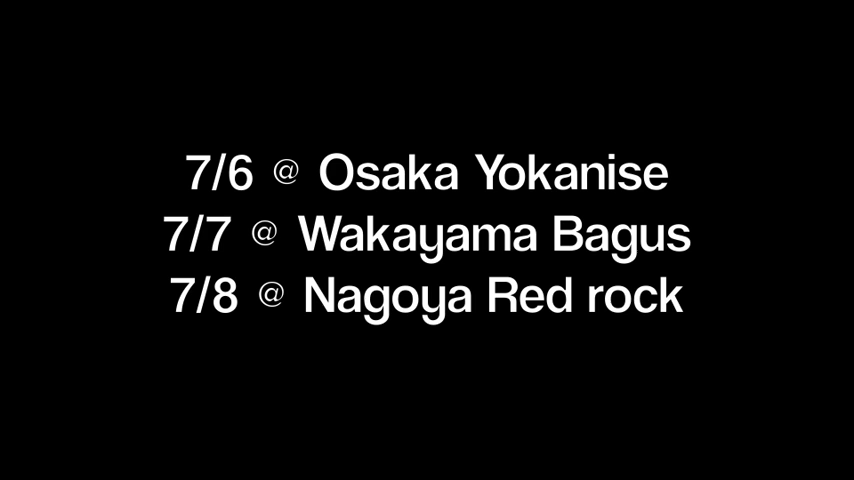 7/6 @ Osaka Yokanise
7/7 @ Wakayama Bagus
7/8 @ Nagoya Red rock